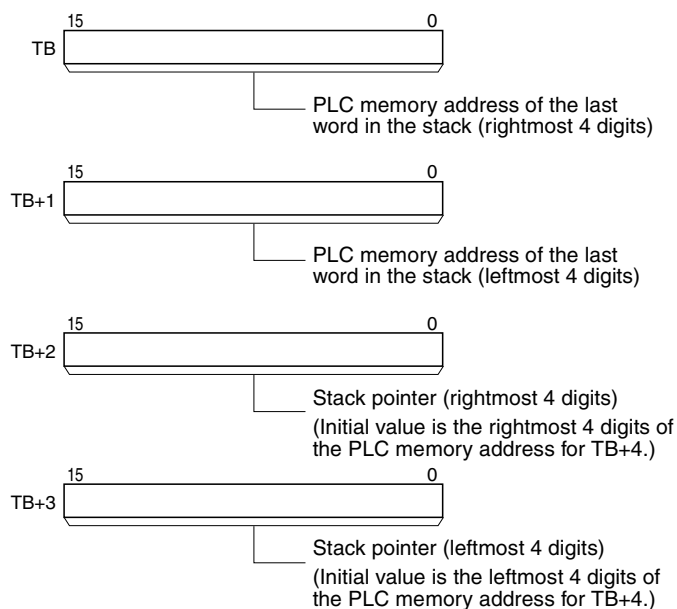 15 0
TB
PLC memory address of the last
word in the stack (rightmost 4 digits)
15 0
TB+1
PLC memory address of the last
word in the stack (leftmost 4 digits)
15 0
TB+2
Stack pointer (rightmost 4 digits)
(Initial value is the rightmost 4 digits of
the PLC memory address for TB+4.)
15 0
TB+3
Stack pointer (leftmost 4 digits)
(Initial value is the leftmost 4 digits of
the PLC memory address for TB+4.)